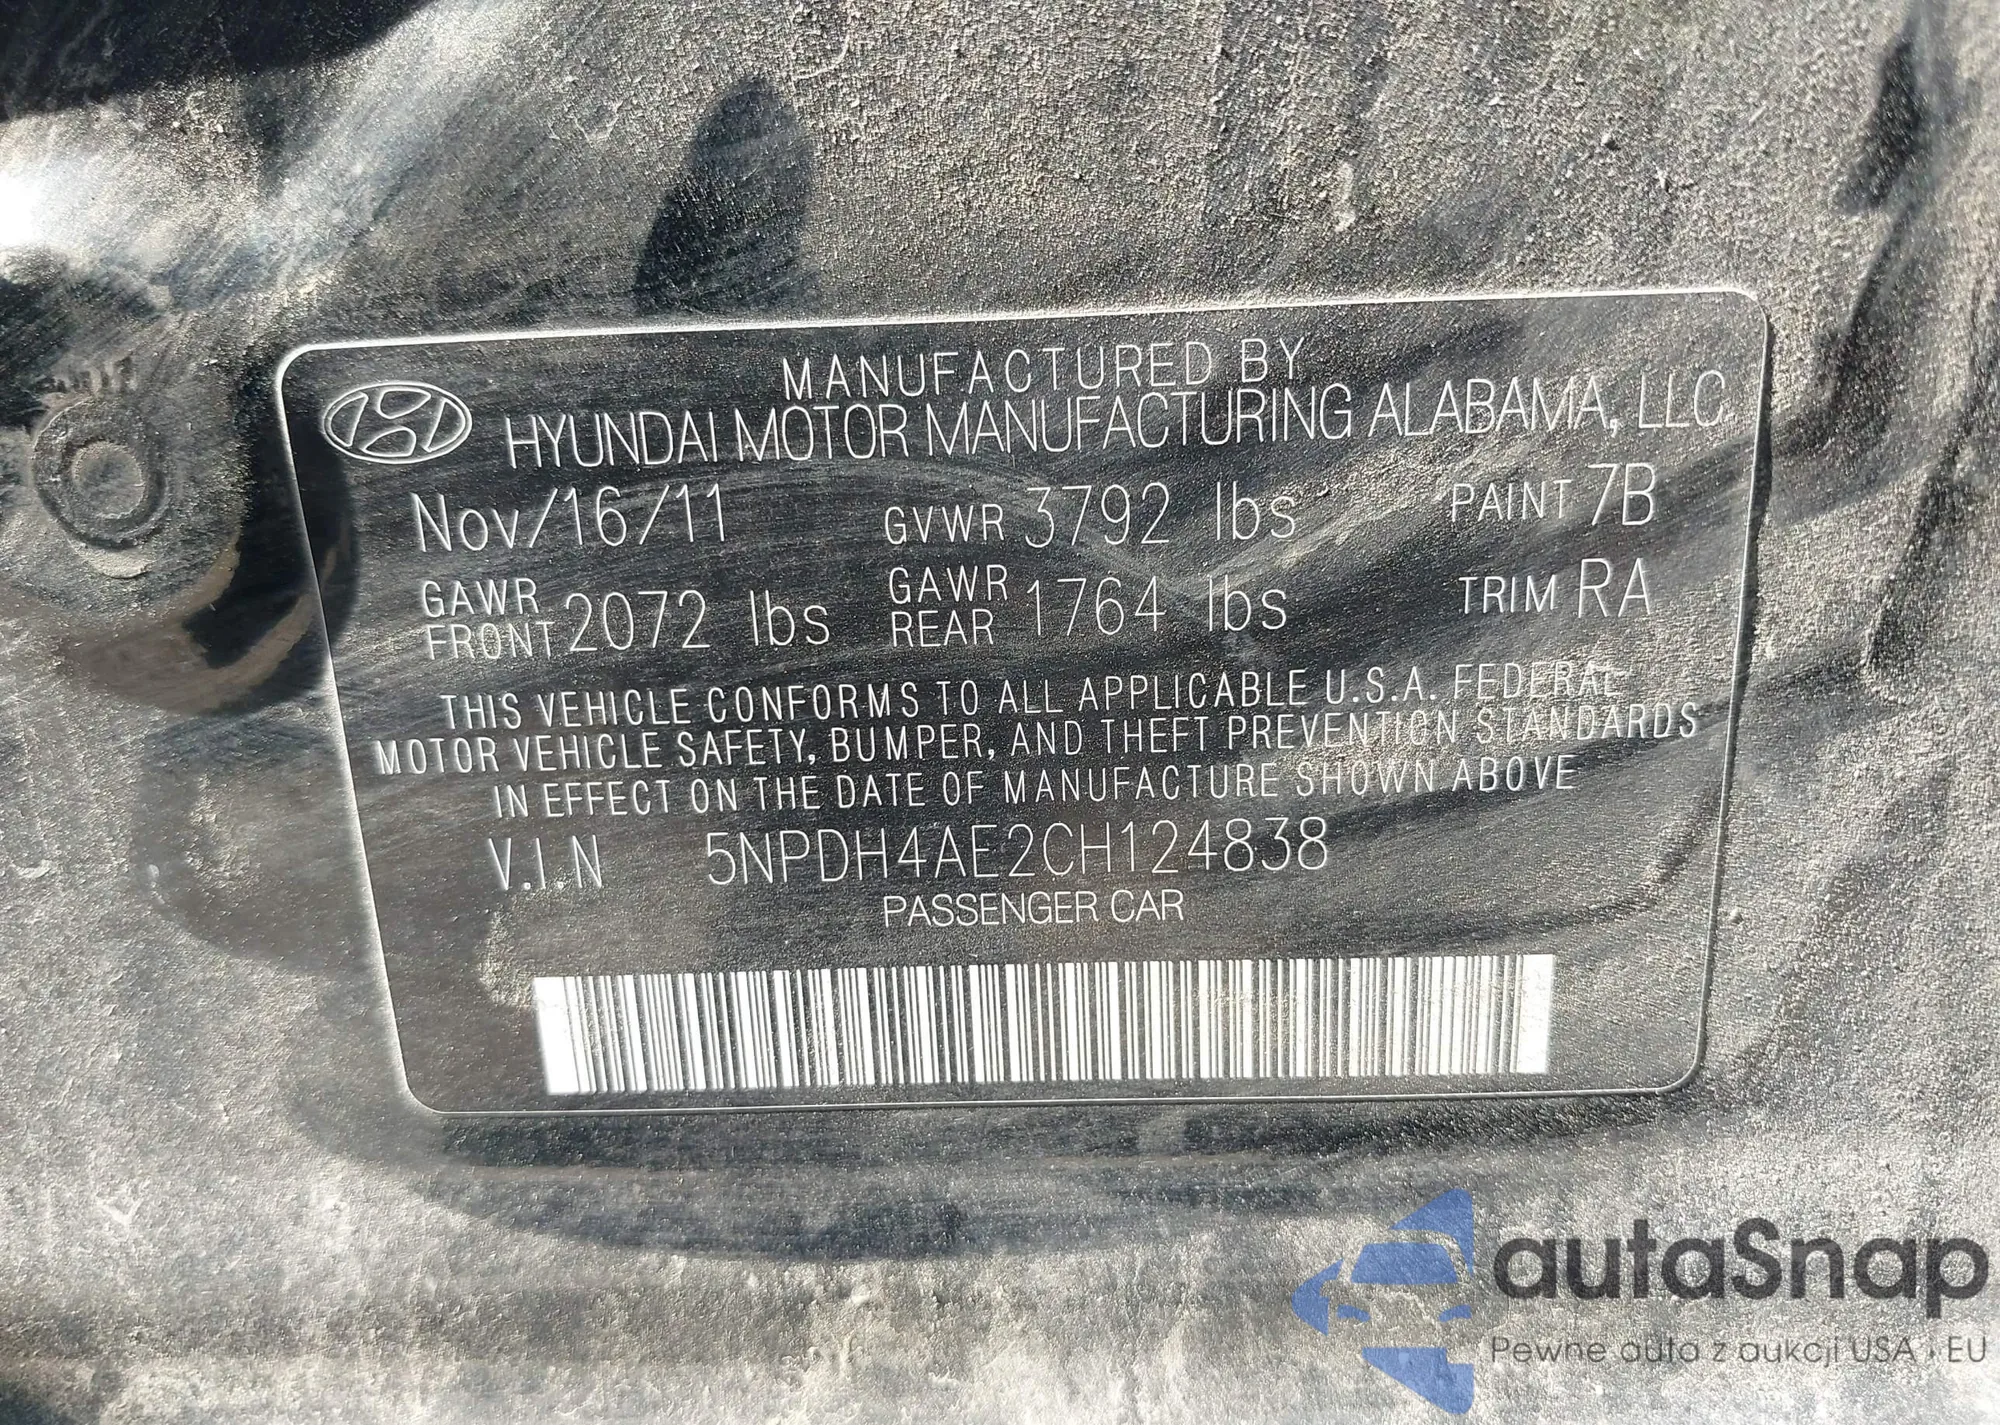 MANUFACTURED BY
HYUNDAI MOTOR MANUFACTURING ALABAMA, LLC
Nov/16/11 GVWR 3792 lbs PAINT 7B
GAWR FRONT 2072 lbs GAWR REAR 1764 lbs TRIM RA
THIS VEHICLE CONFORMS TO ALL APPLICABLE U.S.A. FEDERAL
MOTOR VEHICLE SAFETY, BUMPER, AND THEFT PREVENTION STANDARDS
IN EFFECT ON THE DATE OF MANUFACTURE SHOWN ABOVE
V.I.N 5NPDH4AE2CH124838
PASSENGER CAR
autaSnap
Pewne auta z aukcji USA i EU